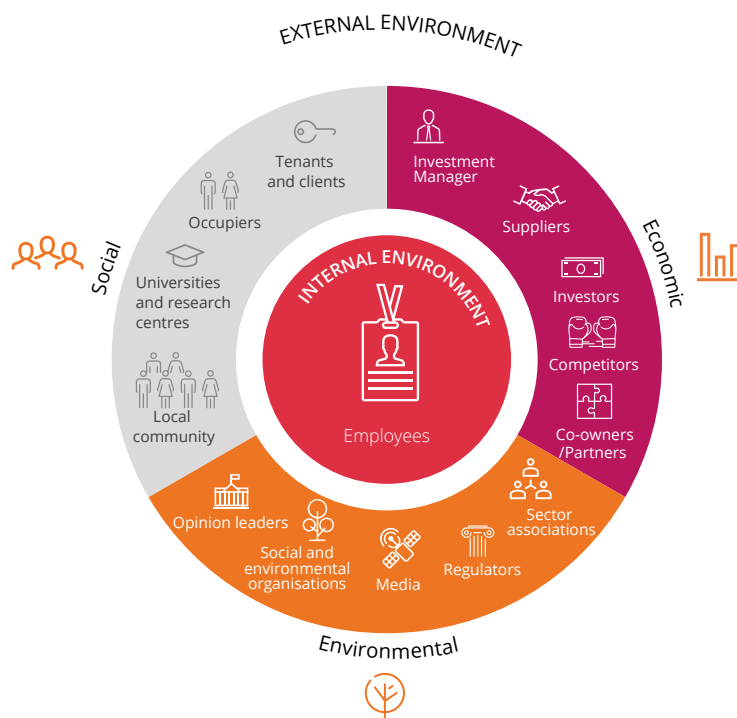 EXTERNAL ENVIRONMENT
Tenants
and clients
Occupiers
Universities
and research
centres
Local
community
Social
Investment
Manager
Suppliers
Investors
Competitors
Co-owners
/Partners
Economic
INTERNAL ENVIRONMENT
Employees
Opinion leaders
Social and
environmental
organisations
Media
Regulators
Sector
associations
Environmental